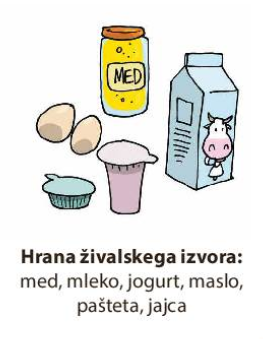 MED
Hrana živalskega izvora:
med, mleko, jogurt, maslo,
pašteta, jajca